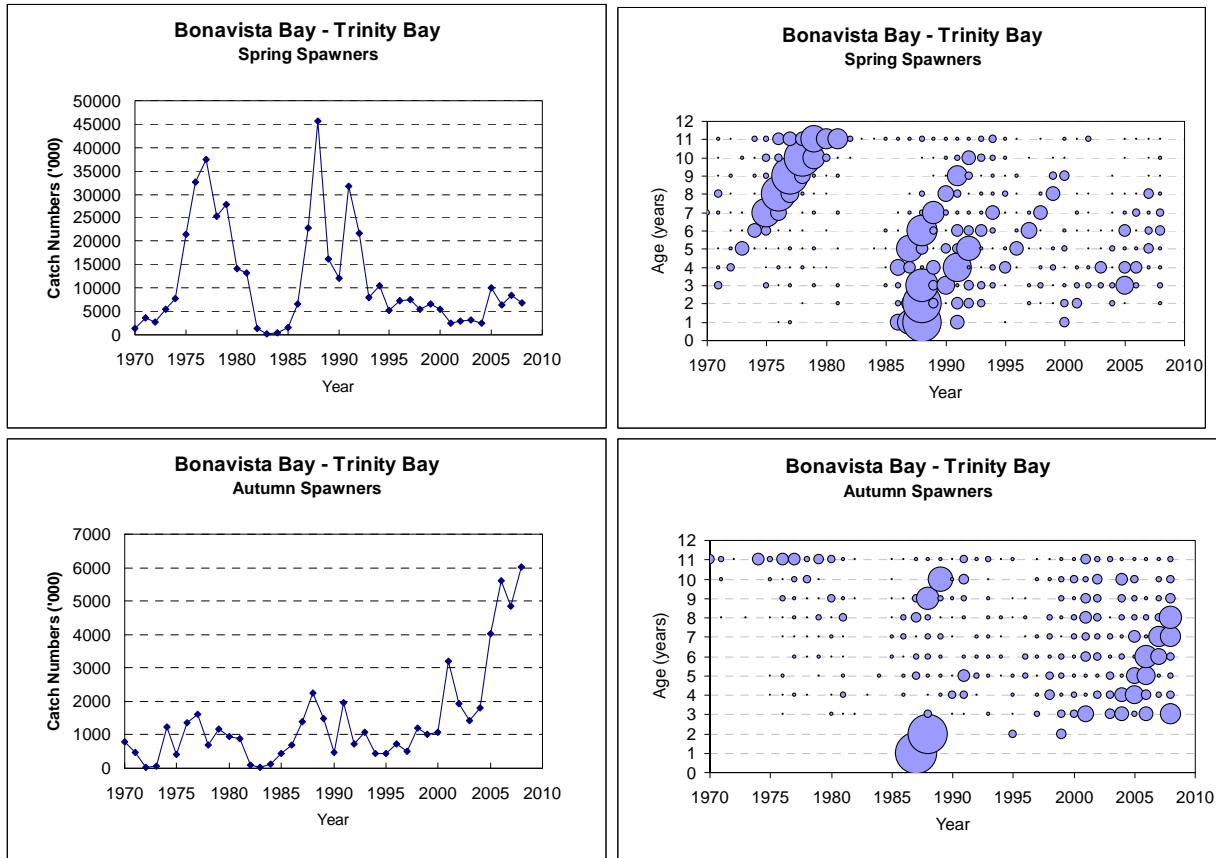 Bonavista Bay - Trinity Bay
Spring Spawners
Catch Numbers ('000)
50000
45000
40000
35000
30000
25000
20000
15000
10000
5000
0
1970 1975 1980 1985 1990 1995 2000 2005 2010
Year
Bonavista Bay - Trinity Bay
Spring Spawners
Age (years)
12
11
10
9
8
7
6
5
4
3
2
1
0
1970 1975 1980 1985 1990 1995 2000 2005 2010
Year
Bonavista Bay - Trinity Bay
Autumn Spawners
Catch Numbers ('000)
7000
6000
5000
4000
3000
2000
1000
0
1970 1975 1980 1985 1990 1995 2000 2005 2010
Year
Bonavista Bay - Trinity Bay
Autumn Spawners
Age (years)
12
11
10
9
8
7
6
5
4
3
2
1
0
1970 1975 1980 1985 1990 1995 2000 2005 2010
Year